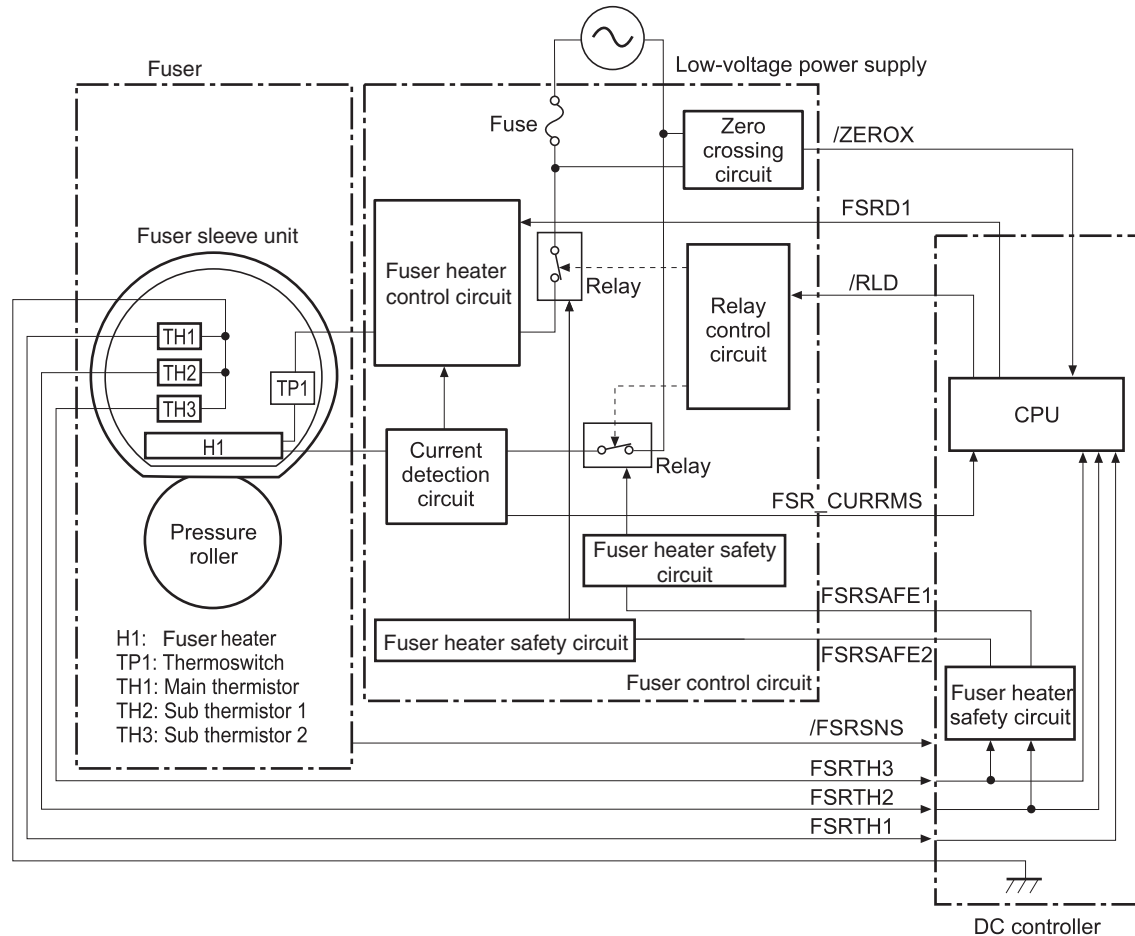 Low-voltage power supply
Fuser
Fuse
Zero
crossing
circuit
/ZEROX
FSRD1
Fuser sleeve unit
Fuser heater
control circuit
Relay
Relay
control
circuit
/RLD
TH1
TH2
TH3
TP1
H1
CPU
Current
detection
circuit
Relay
FSR_CURRMS
Pressure
roller
Fuser heater safety
circuit
FSRSAFE1
Fuser heater safety circuit
FSRSAFE2
Fuser control circuit
Fuser heater
safety circuit
H1: Fuser heater
TP1: Thermoswitch
TH1: Main thermistor
TH2: Sub thermistor 1
TH3: Sub thermistor 2
/FSRSNS
FSRTH3
FSRTH2
FSRTH1
DC controller